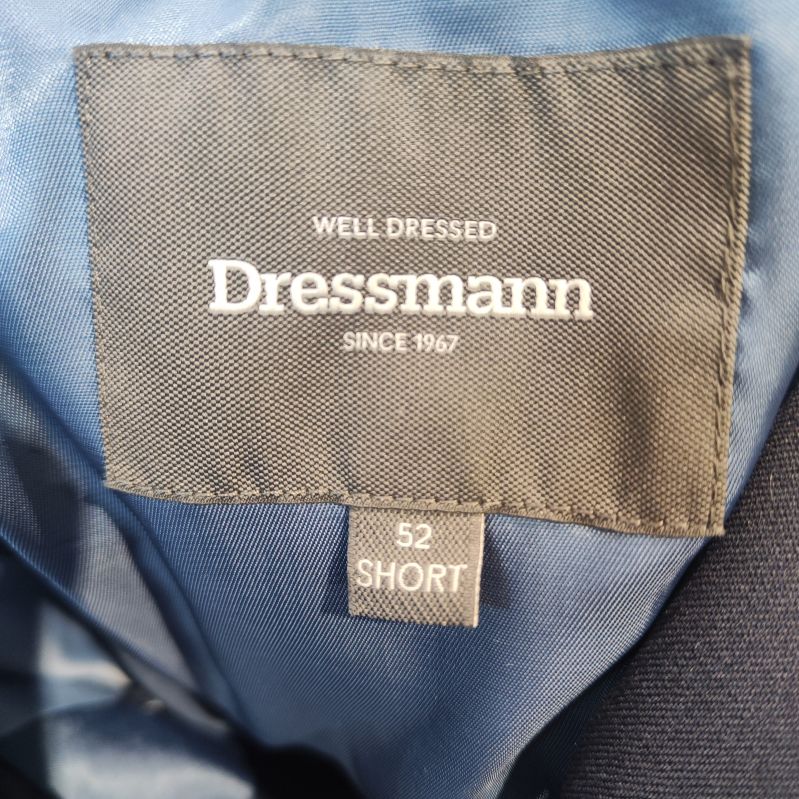 WELL DRESSED
Dressmann
SINCE 1967
52
SHORT